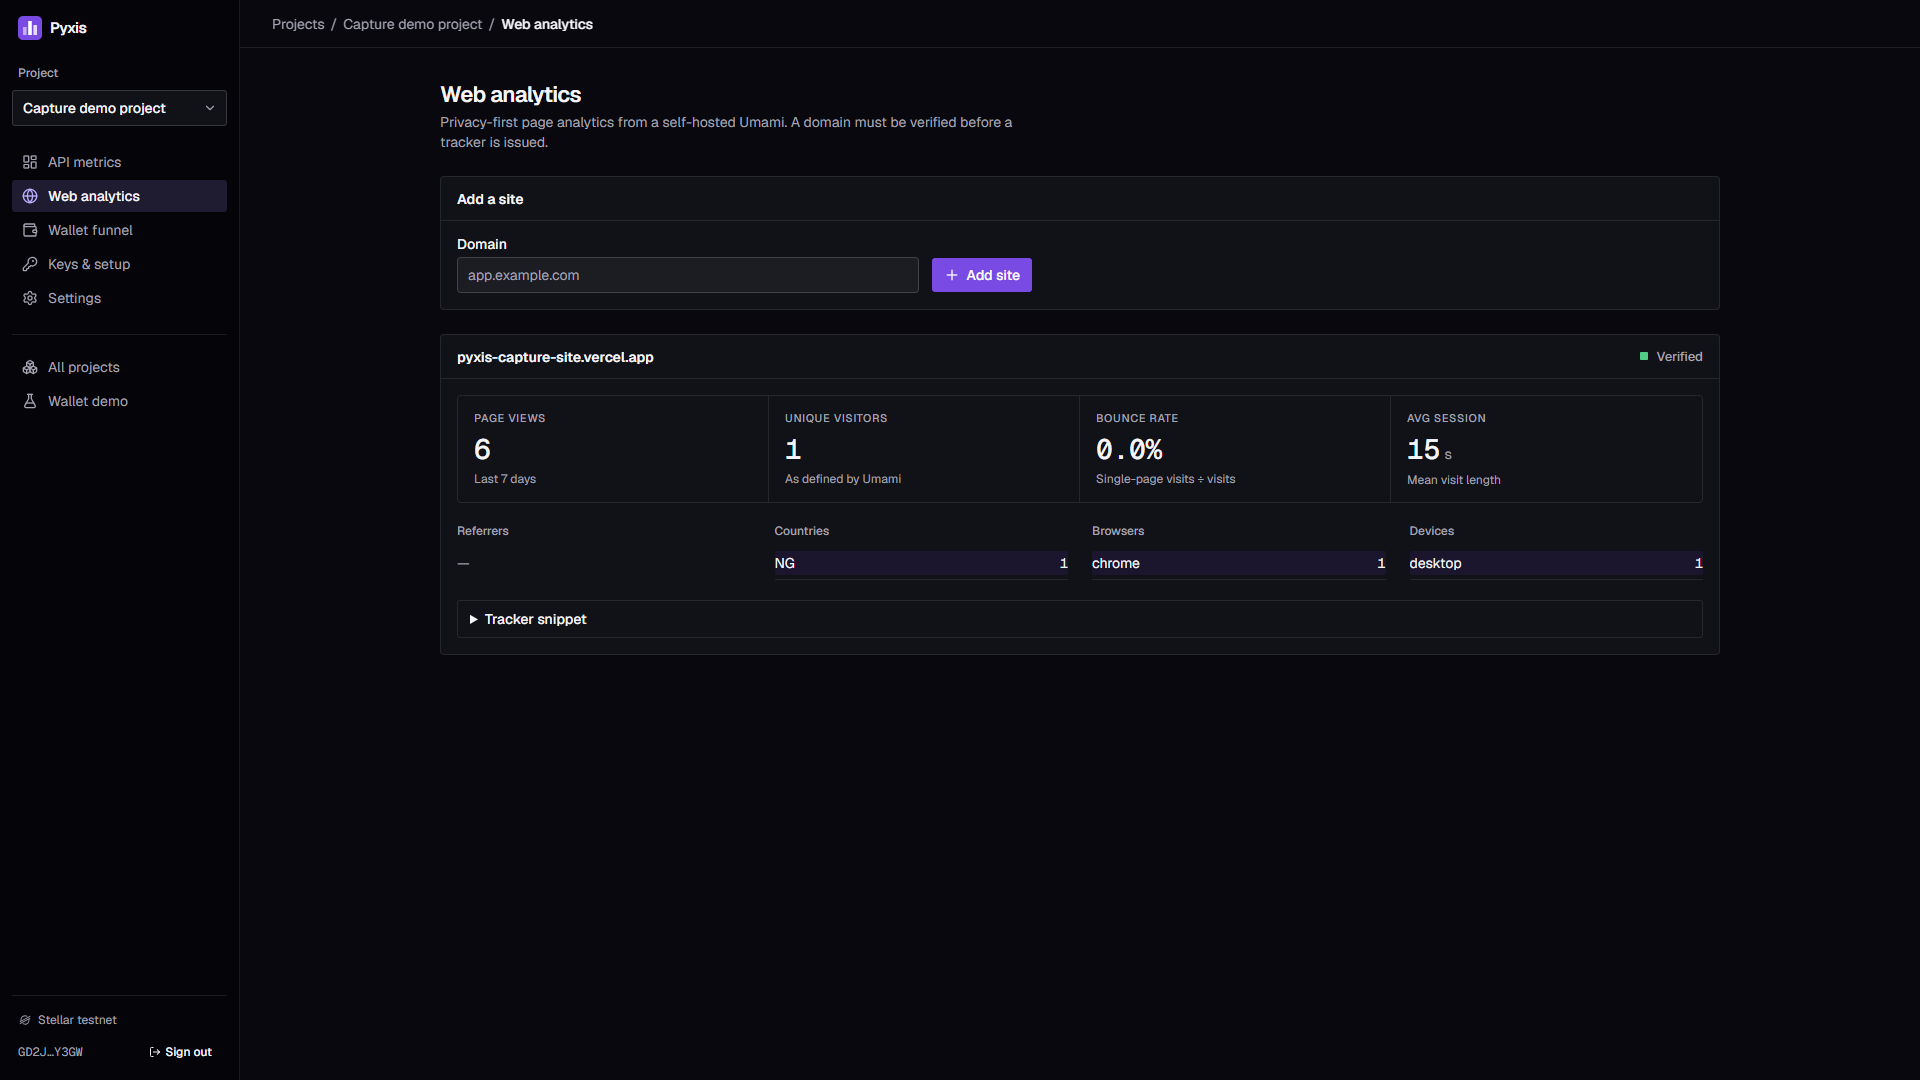 Pyxis
Project
Capture demo project
API metrics
Web analytics
Wallet funnel
Keys & setup
Settings
All projects
Wallet demo
Stellar testnet
GD2J…Y3GW
Sign out
Projects / Capture demo project / Web analytics
Web analytics
Privacy-first page analytics from a self-hosted Umami. A domain must be verified before a
tracker is issued.
Add a site
Domain
app.example.com
Add site
pyxis-capture-site.vercel.app
Verified
PAGE VIEWS
6
Last 7 days
UNIQUE VISITORS
1
As defined by Umami
BOUNCE RATE
0.0%
Single-page visits ÷ visits
AVG SESSION
15 s
Mean visit length
Referrers
—
Countries
NG 1
Browsers
chrome 1
Devices
desktop 1
Tracker snippet